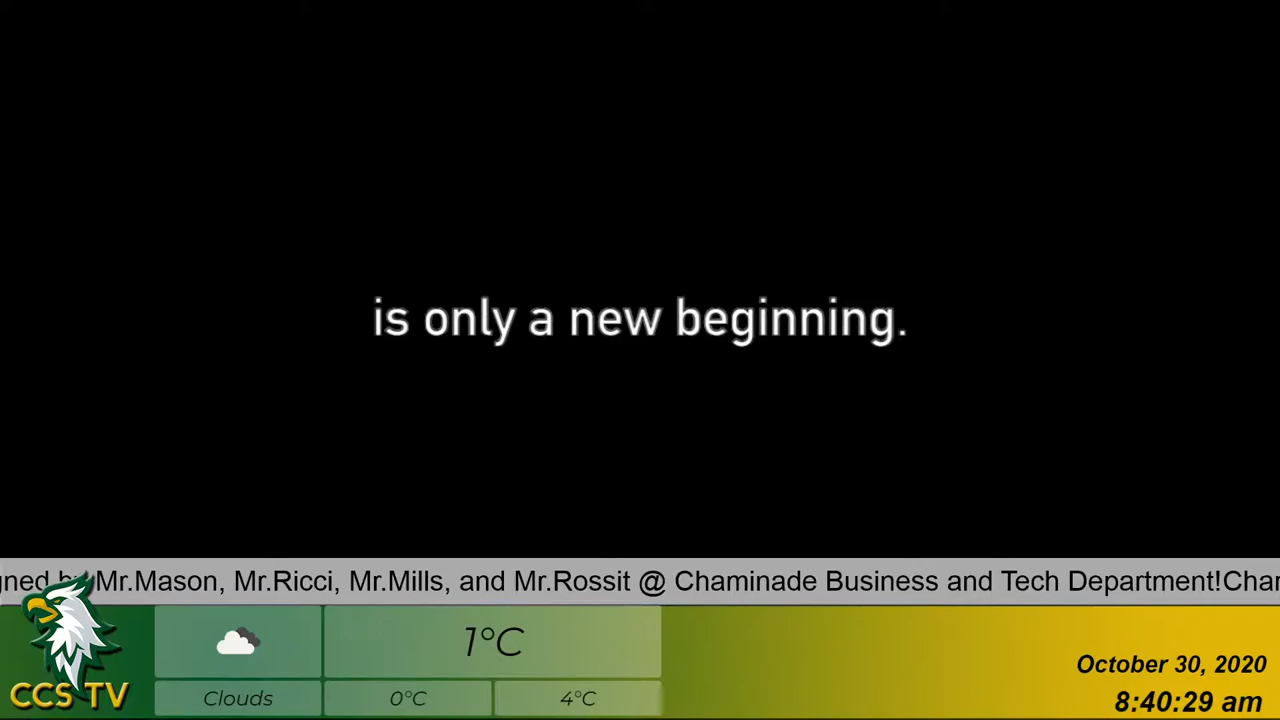 is only a new beginning.
Mr.Mason, Mr.Ricci, Mr.Mills, and Mr.Rossit @ Chaminade Business and Tech Department!
CCS TV
1°C
Clouds
0°C
4°C
October 30, 2020
8:40:29 am